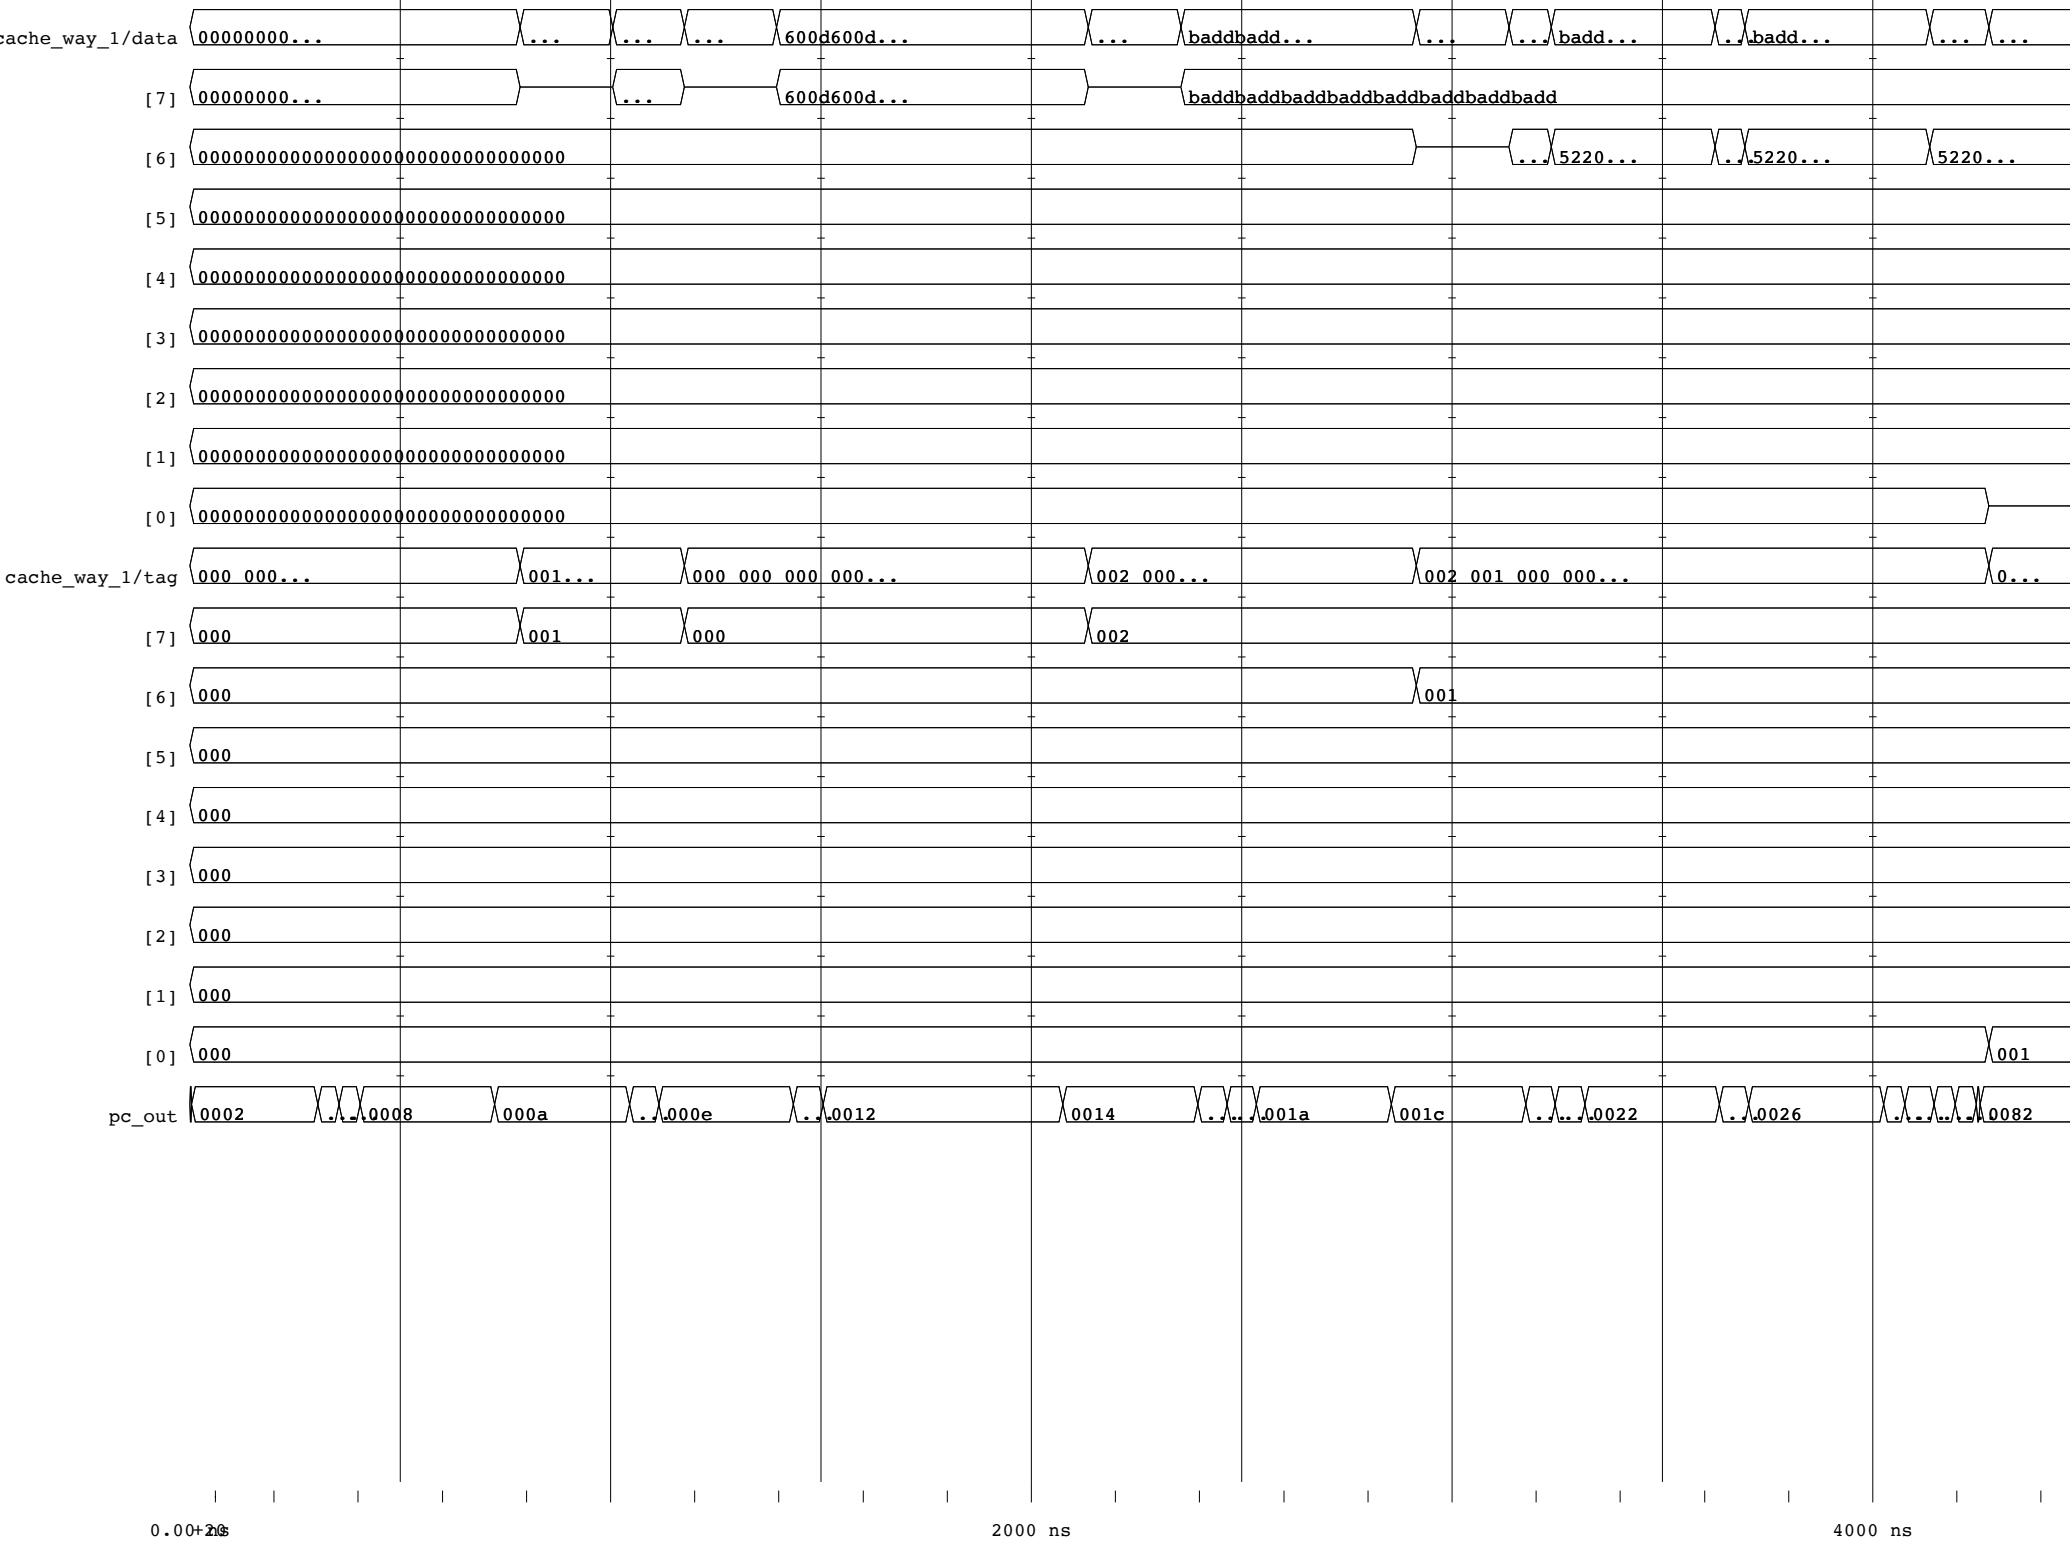 cache_way_1/data 00000000... ... ... ... 600d600d... ... baddbadd... ... ... badd... ... badd... ... ...
[7] 00000000... ... 600d600d... baddbaddbaddbaddbaddbaddbaddbadd
[6] 00000000000000000000000000000000 ... 5220... ... 5220... 5220...
[5] 00000000000000000000000000000000
[4] 00000000000000000000000000000000
[3] 00000000000000000000000000000000
[2] 00000000000000000000000000000000
[1] 00000000000000000000000000000000
[0] 00000000000000000000000000000000
cache_way_1/tag 000 000... 001... 000 000 000 000... 002 000... 002 001 000 000... 0...
[7] 000 001 000 002
[6] 000 001
[5] 000
[4] 000
[3] 000
[2] 000
[1] 000
[0] 000 001
pc_out 0002 ... ... 0008 000a ... 000e ... 0012 0014 ... ... 001a 001c ... ... 0022 ... 0026 ... ... ... ... 0082
2000 ns 4000 ns